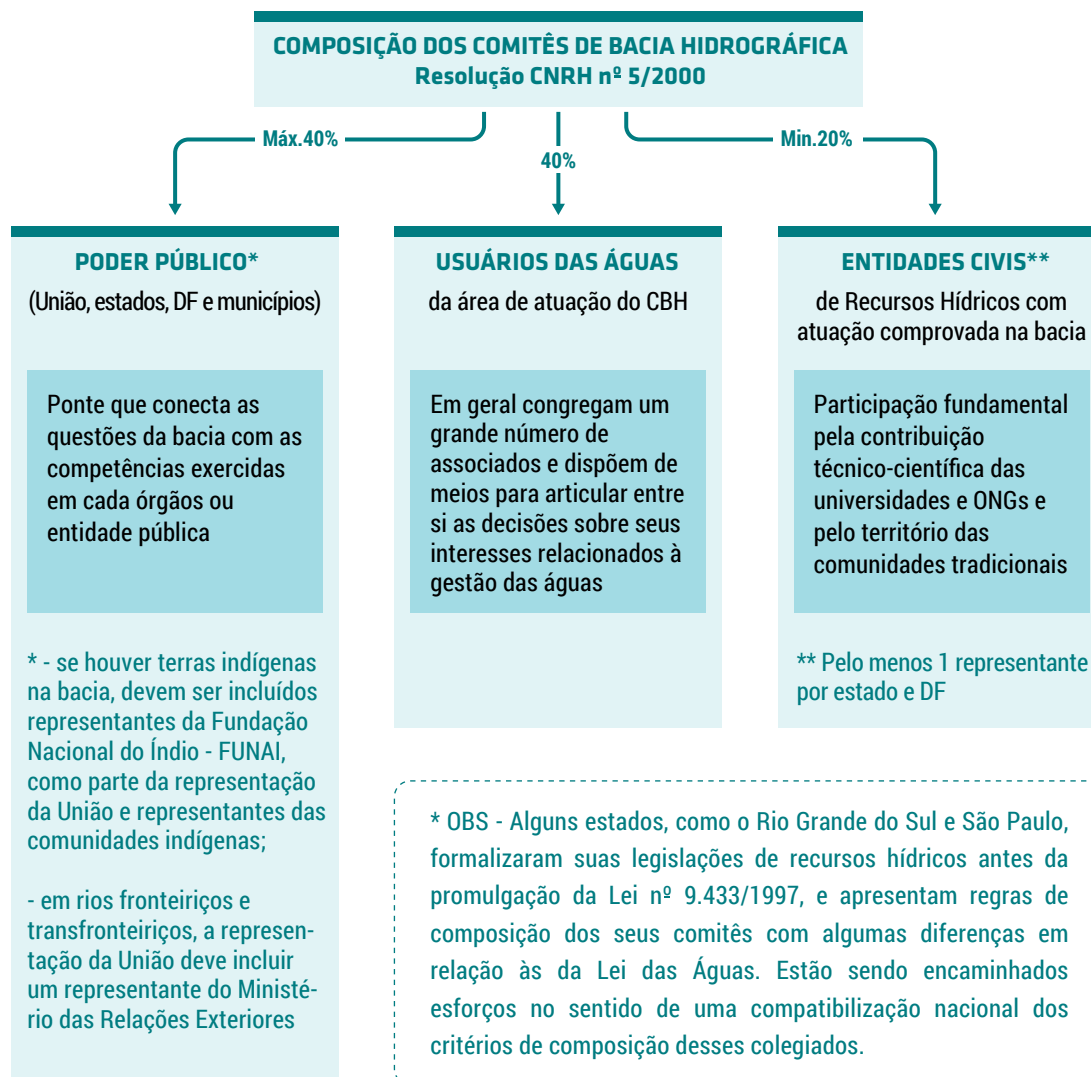 COMPOSIÇÃO DOS COMITÊS DE BACIA HIDROGRÁFICA
Resolução CNRH nº 5/2000
Máx.40%
40%
Min.20%
PODER PÚBLICO*
(União, estados, DF e municípios)
Ponte que conecta as
questões da bacia com as
competências exercidas
em cada órgãos ou
entidade pública
* - se houver terras indígenas
na bacia, devem ser incluídos
representantes da Fundação
Nacional do Índio - FUNAI,
como parte da representação
da União e representantes das
comunidades indígenas;
- em rios fronteiriços e
transfronteiriços, a represen-
tação da União deve incluir
um representante do Ministé-
rio das Relações Exteriores
USUÁRIOS DAS ÁGUAS
da área de atuação do CBH
Em geral congregam um
grande número de
associados e dispõem de
meios para articular entre
si as decisões sobre seus
interesses relacionados à
gestão das águas
ENTIDADES CIVIS**
de Recursos Hídricos com
atuação comprovada na bacia
Participação fundamental
pela contribuição
técnico-científica das
universidades e ONGs e
pelo território das
comunidades tradicionais
** Pelo menos 1 representante
por estado e DF
* OBS - Alguns estados, como o Rio Grande do Sul e São Paulo,
formalizaram suas legislações de recursos hídricos antes da
promulgação da Lei nº 9.433/1997, e apresentam regras de
composição dos seus comitês com algumas diferenças em
relação às da Lei das Águas. Estão sendo encaminhados
esforços no sentido de uma compatibilização nacional dos
critérios de composição desses colegiados.